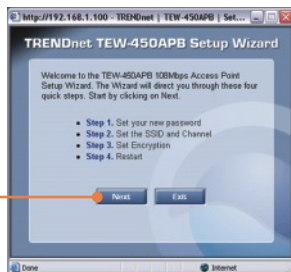 http://192.168.1.100 - TRENDnet | TEW-450APB | Set...
TRENDnet TEW-450APB Setup Wizard
Welcome to the TEW-450APB 108Mbps Access Point
Setup Wizard. The Wizard will direct you through these four
quick steps. Start by clicking on Next.
Step 1. Set your new password
Step 2. Set the SSID and Channel
Step 3. Set Encryption
Step 4. Restart
Next Exit
Done Internet